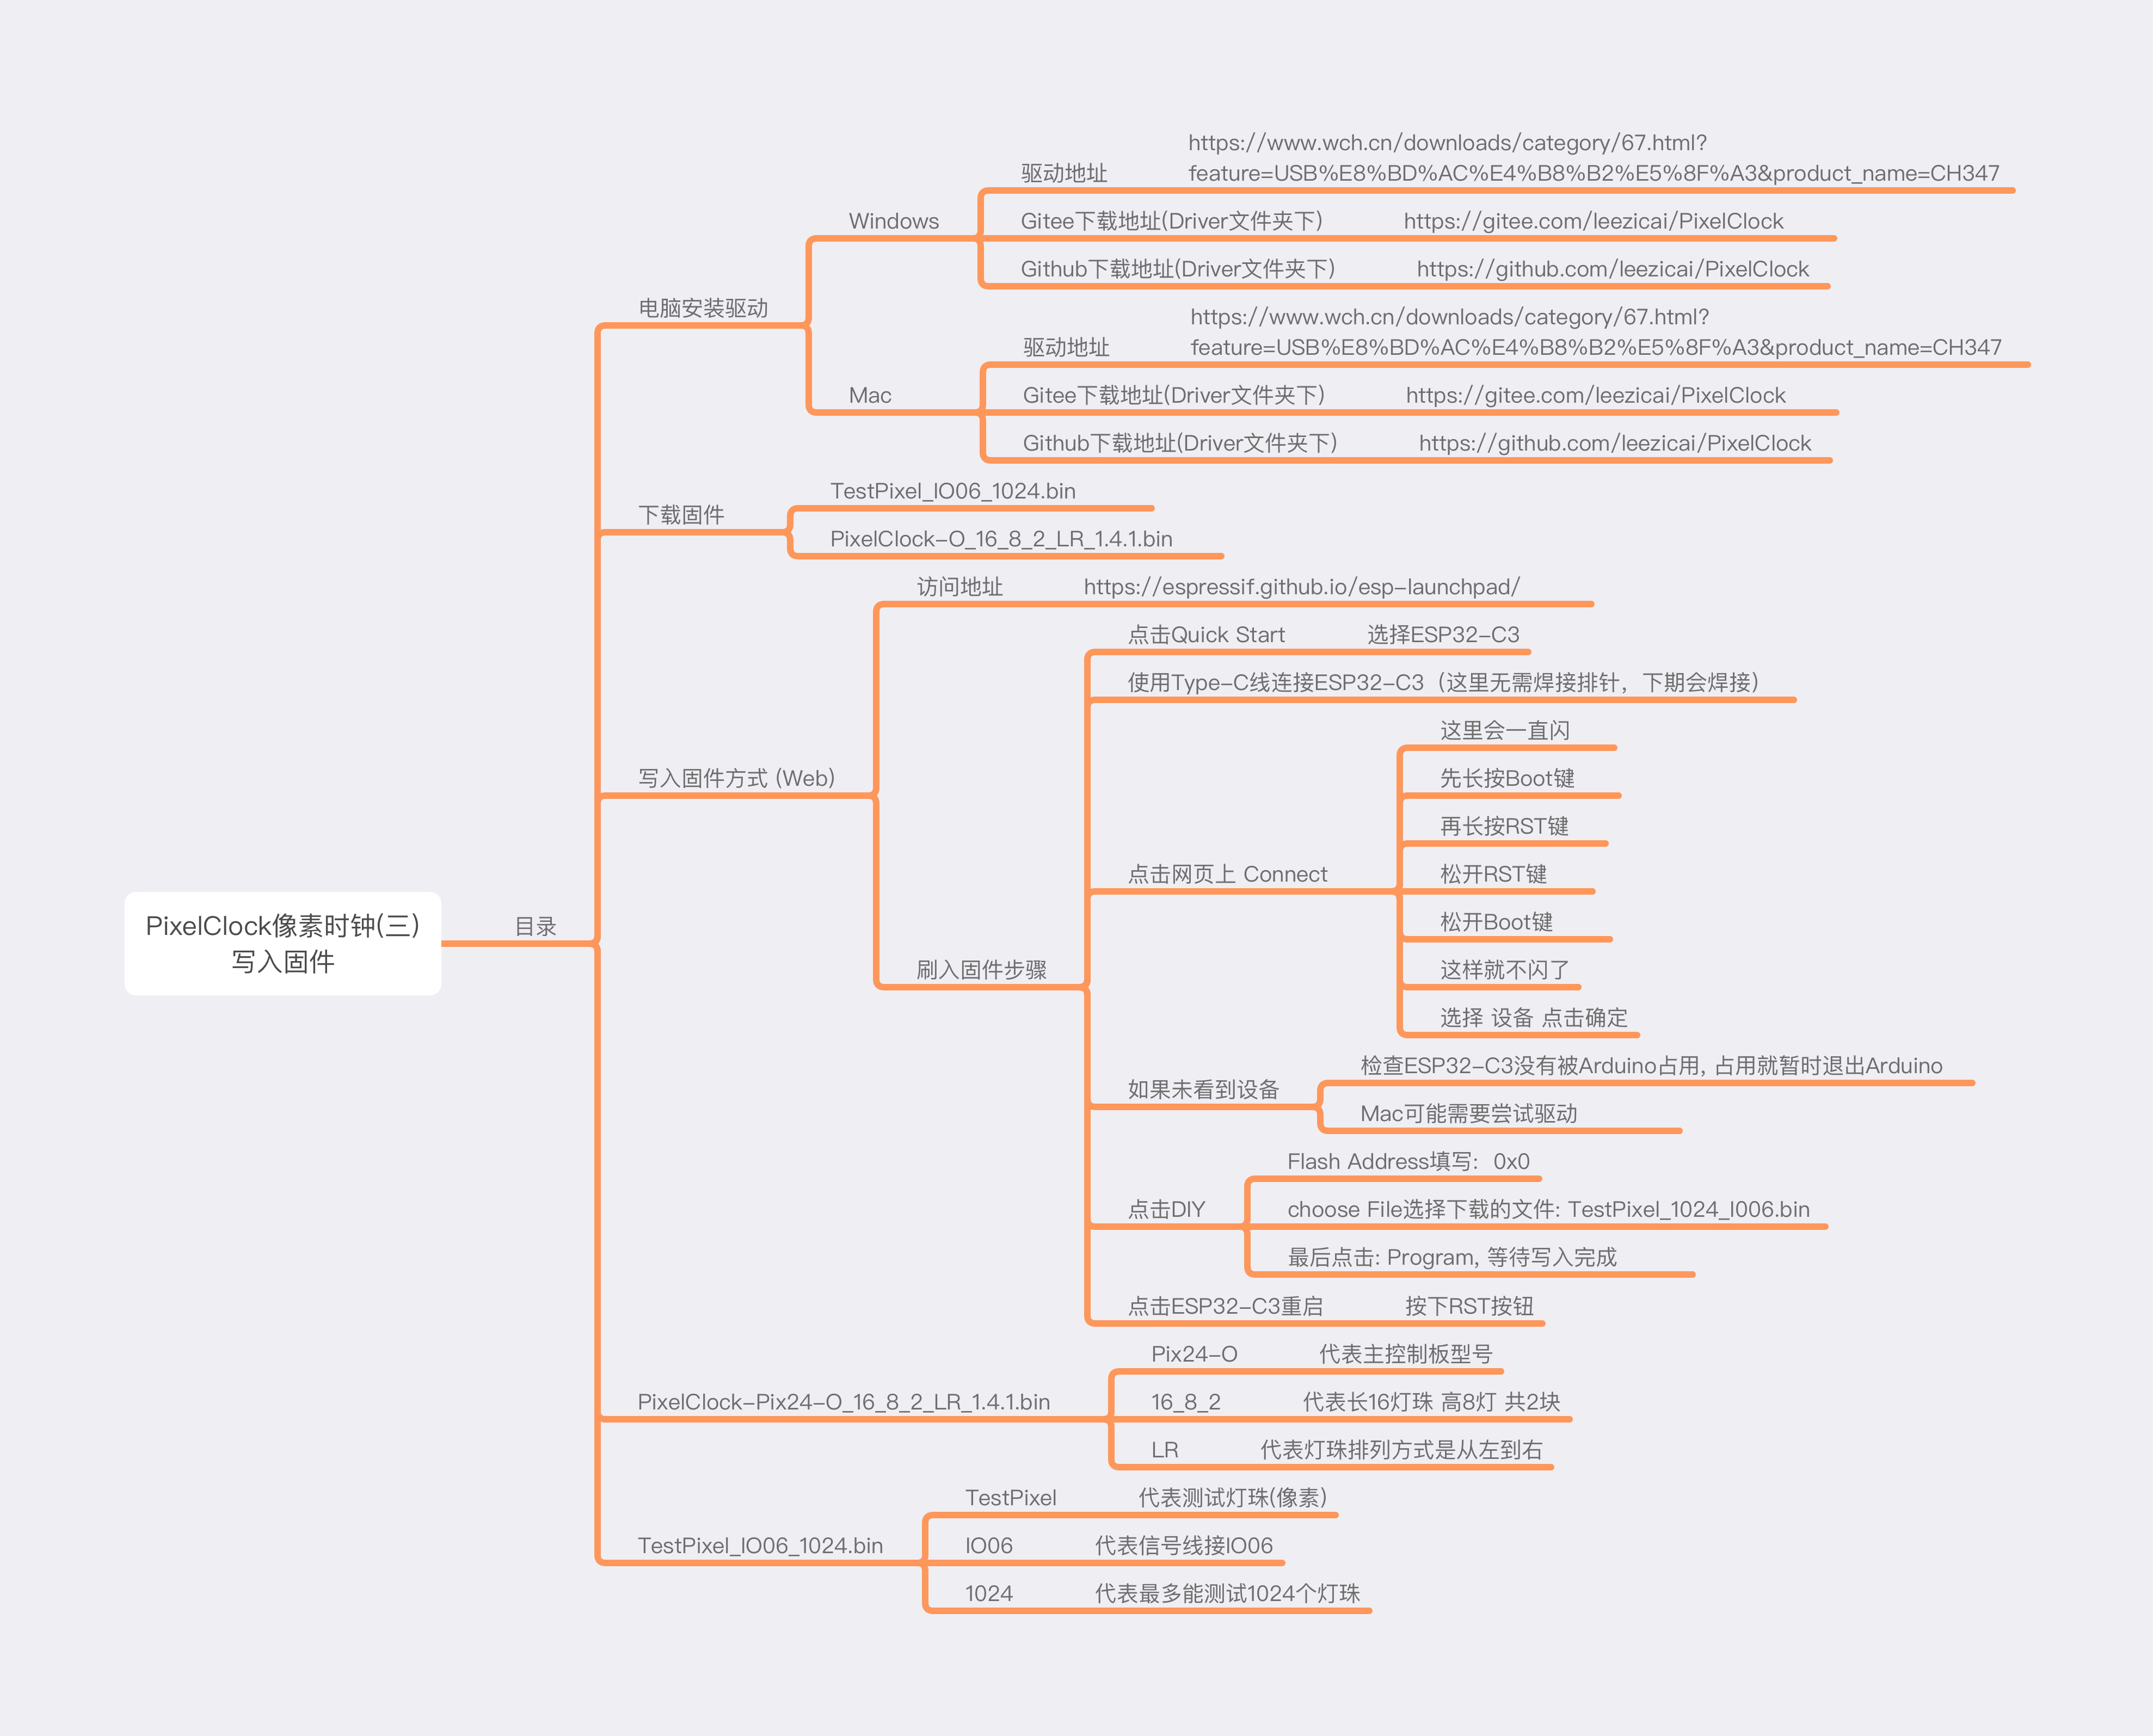 PixelClock像素时钟(三)
写入固件
目录
电脑安装驱动
Windows
驱动地址
https://www.wch.cn/downloads/category/67.html?
feature=USB%E8%BD%AC%E4%B8%B2%E5%8F%A3&product_name=CH347
Gitee下载地址(Driver文件夹下)
https://gitee.com/leezicai/PixelClock
Github下载地址(Driver文件夹下)
https://github.com/leezicai/PixelClock
Mac
驱动地址
https://www.wch.cn/downloads/category/67.html?
feature=USB%E8%BD%AC%E4%B8%B2%E5%8F%A3&product_name=CH347
Gitee下载地址(Driver文件夹下)
https://gitee.com/leezicai/PixelClock
Github下载地址(Driver文件夹下)
https://github.com/leezicai/PixelClock
下载固件
TestPixel_IO06_1024.bin
PixelClock-O_16_8_2_LR_1.4.1.bin
写入固件方式 (Web)
访问地址
https://espressif.github.io/esp-launchpad/
刷入固件步骤
点击Quick Start
选择ESP32-C3
使用Type-C线连接ESP32-C3（这里无需焊接排针，下期会焊接）
点击网页上 Connect
这里会一直闪
先长按Boot键
再长按RST键
松开RST键
松开Boot键
这样就不闪了
选择 设备 点击确定
如果未看到设备
检查ESP32-C3没有被Arduino占用, 占用就暂时退出Arduino
Mac可能需要尝试驱动
点击DIY
Flash Address填写: 0x0
choose File选择下载的文件: TestPixel_1024_I006.bin
最后点击: Program, 等待写入完成
点击ESP32-C3重启
按下RST按钮
PixelClock-Pix24-O_16_8_2_LR_1.4.1.bin
Pix24-O
代表主控制板型号
16_8_2
代表长16灯珠 高8灯 共2块
LR
代表灯珠排列方式是从左到右
TestPixel_IO06_1024.bin
TestPixel
代表测试灯珠(像素)
IO06
代表信号线接IO06
1024
代表最多能测试1024个灯珠